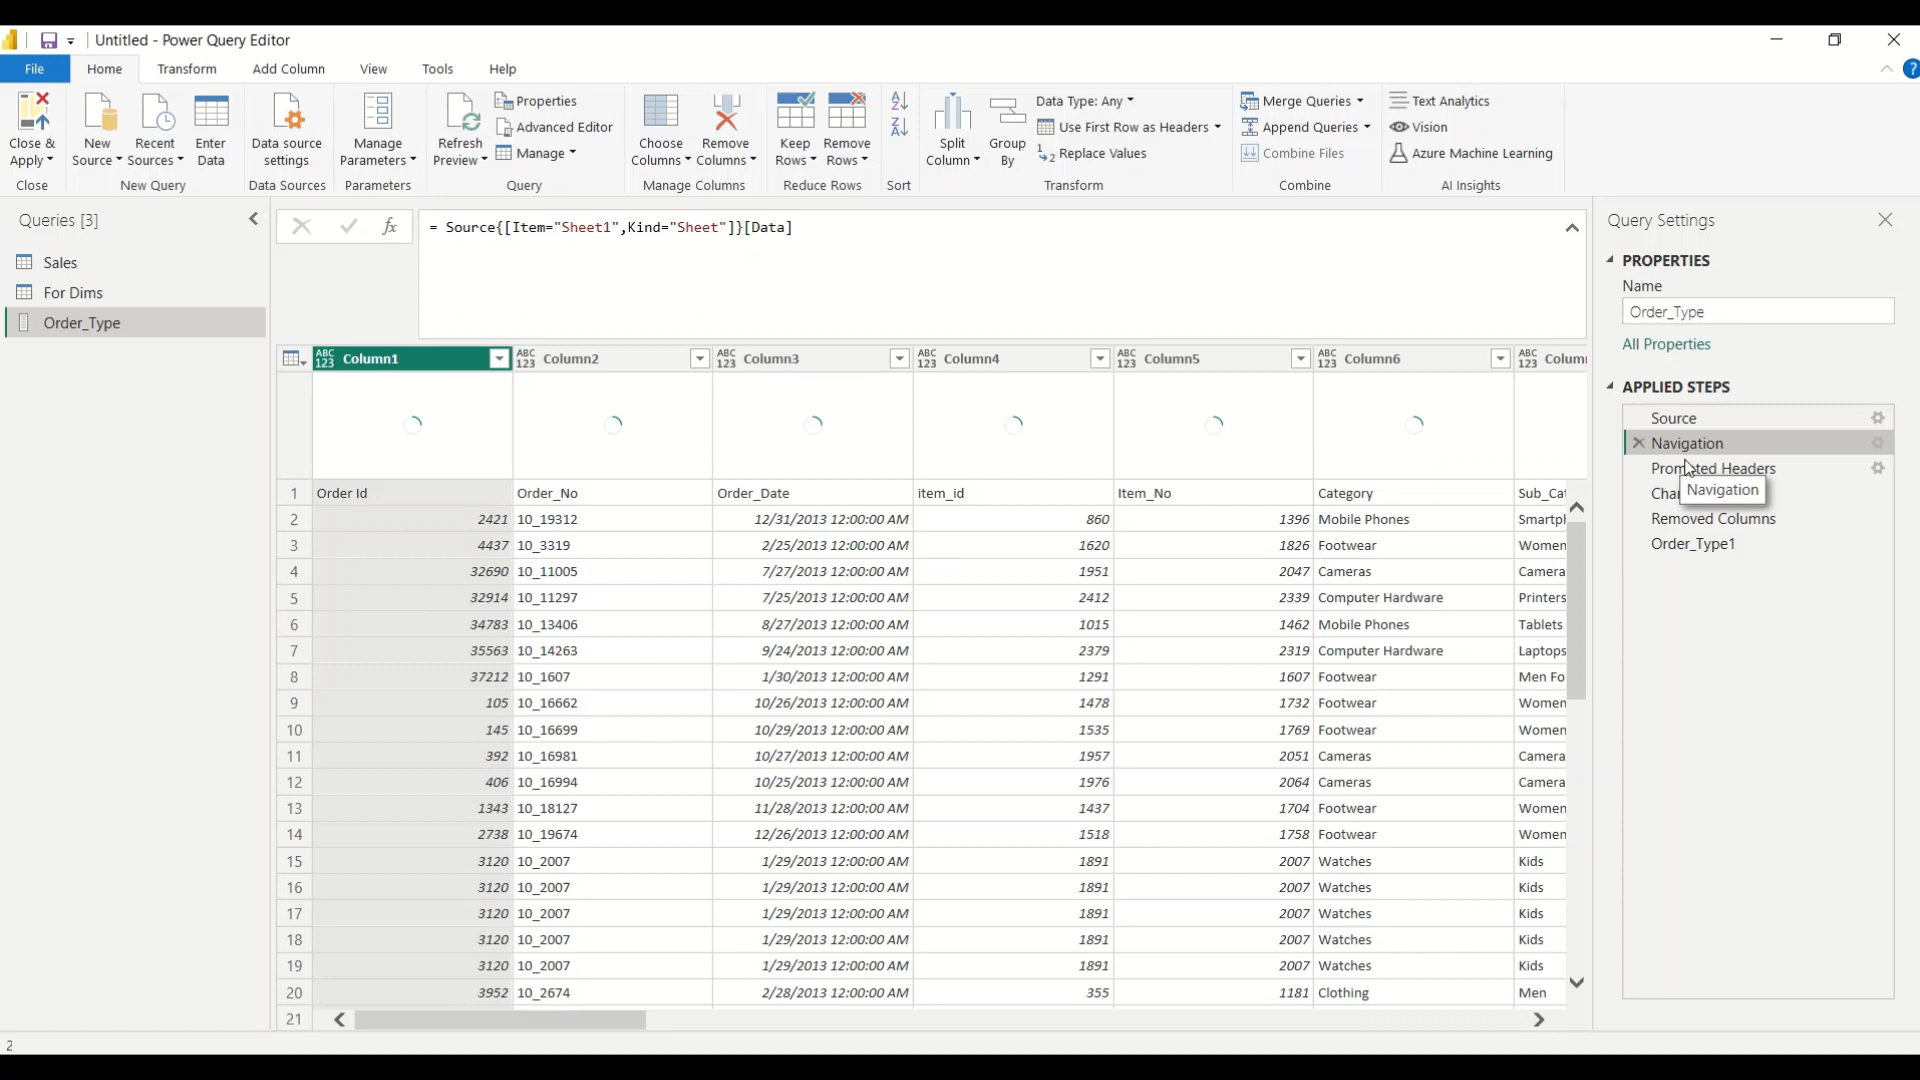 Untitled - Power Query Editor
File Home Transform Add Column View Tools Help
Close & Apply
Close
New Source
Recent Sources
Enter Data
New Query
Data source settings
Data Sources
Manage Parameters
Parameters
Refresh Preview
Properties
Advanced Editor
Manage
Query
Choose Columns
Remove Columns
Manage Columns
Keep Rows
Remove Rows
Reduce Rows
Sort
Split Column
Group By
Data Type: Any
Use First Row as Headers
Replace Values
Transform
Merge Queries
Append Queries
Combine Files
Combine
Text Analytics
Vision
Azure Machine Learning
AI Insights
Queries [3]
Sales
For Dims
Order_Type
fx
= Source{[Item="Sheet1",Kind="Sheet"]}[Data]
ABC 123 Column1 ABC 123 Column2 ABC 123 Column3 ABC 123 Column4 ABC 123 Column5 ABC 123 Column6 ABC 123
1 Order Id Order_No Order_Date item_id Item_No Category
2 2421 10_19312 12/31/2013 12:00:00 AM 860 1396 Mobile Phones
3 4437 10_3319 2/25/2013 12:00:00 AM 1620 1826 Footwear Women
4 32690 10_11005 7/27/2013 12:00:00 AM 1951 2047 Cameras Camera
5 32914 10_11297 7/25/2013 12:00:00 AM 2412 2339 Computer Hardware Printers
6 34783 10_13406 8/27/2013 12:00:00 AM 1015 1462 Mobile Phones Tablets
7 35563 10_14263 9/24/2013 12:00:00 AM 2379 2319 Computer Hardware Laptops
8 37212 10_1607 1/30/2013 12:00:00 AM 1291 1607 Footwear Men Fo
9 105 10_16662 10/26/2013 12:00:00 AM 1478 1732 Footwear Women
10 145 10_16699 10/29/2013 12:00:00 AM 1535 1769 Footwear Women
11 392 10_16981 10/27/2013 12:00:00 AM 1957 2051 Cameras Camera
12 406 10_16994 10/25/2013 12:00:00 AM 1976 2064 Cameras Camera
13 1343 10_18127 11/28/2013 12:00:00 AM 1437 1704 Footwear Women
14 2738 10_19674 12/26/2013 12:00:00 AM 1518 1758 Footwear Women
15 3120 10_2007 1/29/2013 12:00:00 AM 1891 2007 Watches Kids
16 3120 10_2007 1/29/2013 12:00:00 AM 1891 2007 Watches Kids
17 3120 10_2007 1/29/2013 12:00:00 AM 1891 2007 Watches Kids
18 3120 10_2007 1/29/2013 12:00:00 AM 1891 2007 Watches Kids
19 3120 10_2007 1/29/2013 12:00:00 AM 1891 2007 Watches Kids
20 3952 10_2674 2/28/2013 12:00:00 AM 355 1181 Clothing Men
21
2
Query Settings
PROPERTIES
Name
Order_Type
All Properties
APPLIED STEPS
Source
Navigation
Promoted Headers
Navigation
Removed Columns
Order_Type1